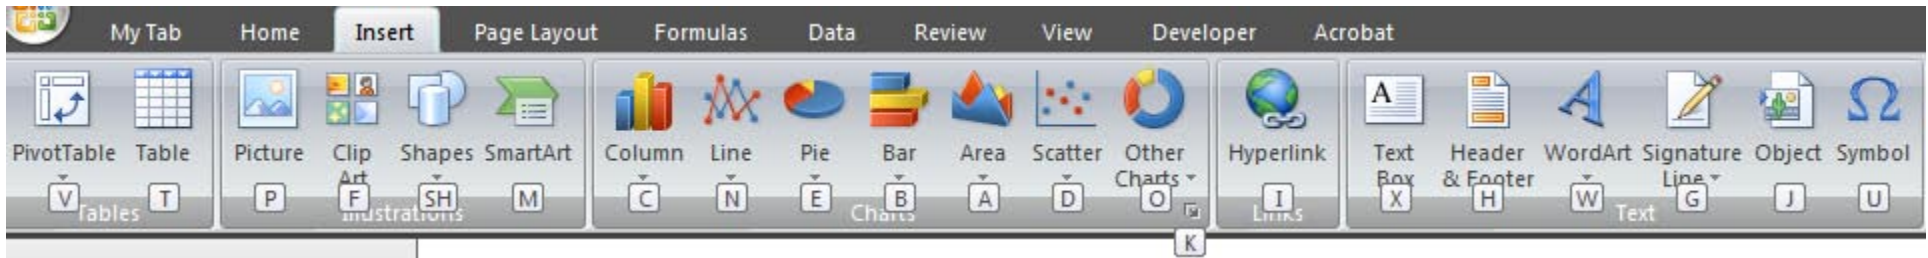 My Tab Home Insert Page Layout Formulas Data Review View Developer Acrobat
PivotTable Table Picture Clip Shapes SmartArt Column Line Pie Bar Area Scatter Other Hyperlink Text Header WordArt Signature Object Symbol
Art Charts Box & Footer Line
V T P F SH M C N E B A D O I X H W G J U
Tables Illustrations Charts Links Text
K